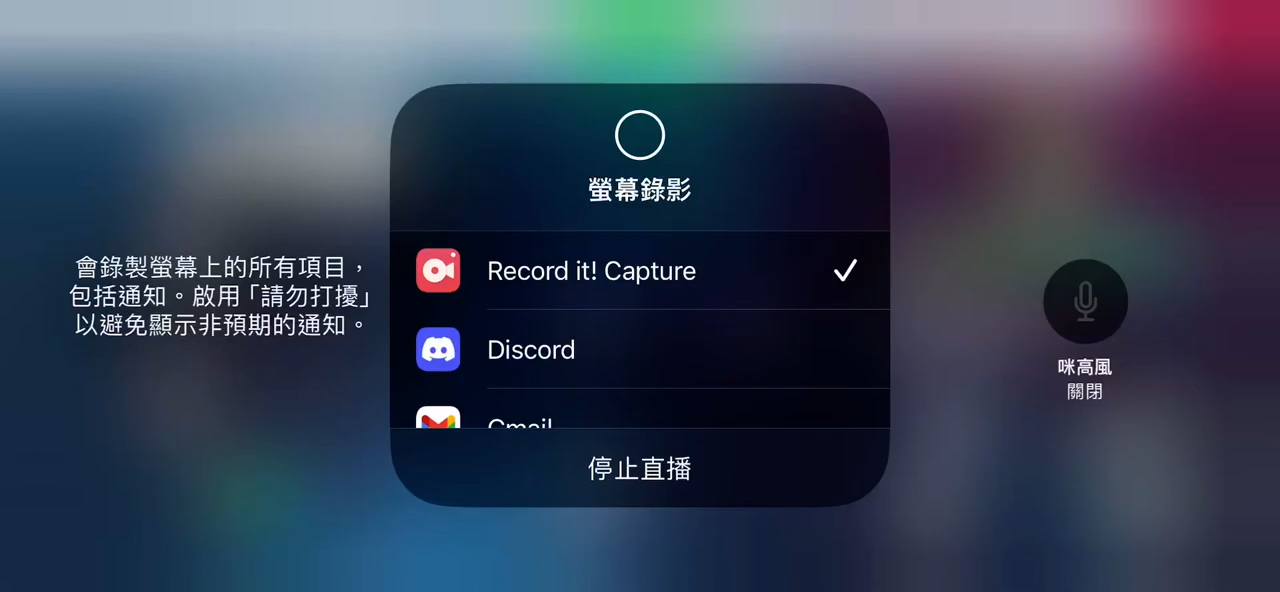 螢幕錄影
會錄製螢幕上的所有項目，
包括通知。啟用「請勿打擾」
以避免顯示非預期的通知。
Record it! Capture
Discord
Gmail
停止直播
咪高風
關閉